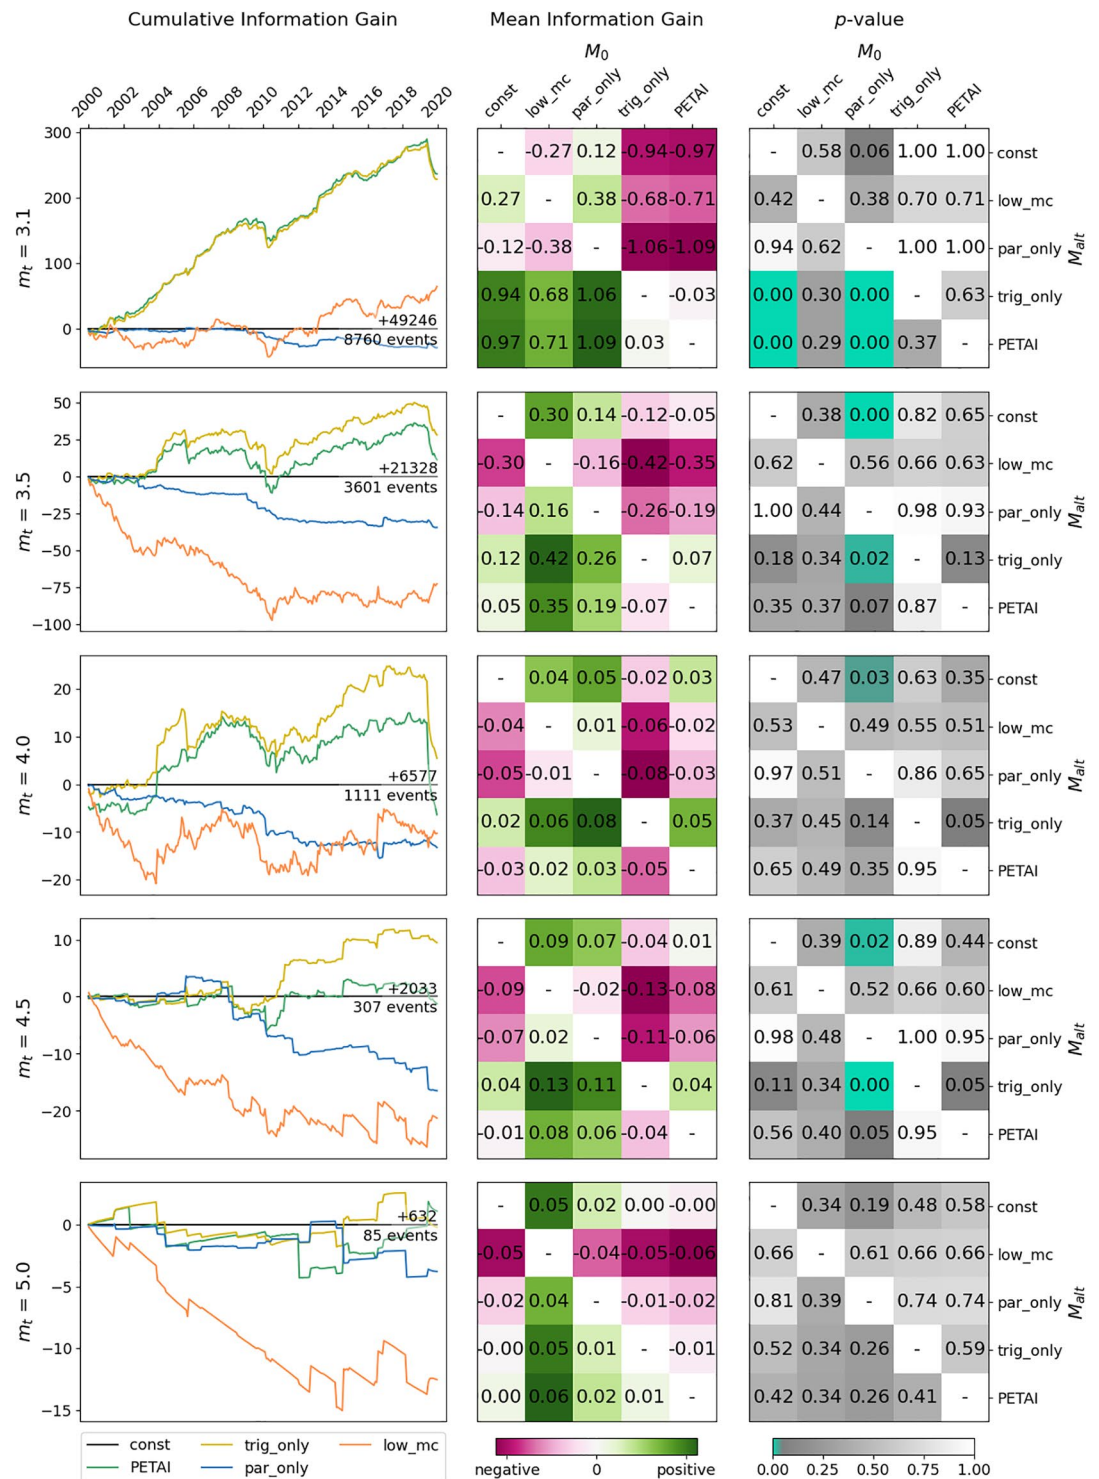 Cumulative Information Gain
Mean Information Gain
p-value
M0
M0
2000 2002 2004 2006 2008 2010 2012 2014 2016 2018 2020
const low_mc par_only trig_only PETAI
const low_mc par_only trig_only PETAI
mt = 3.1
300
200
100
0
+49246
8760 events
- -0.27 0.12 -0.94 -0.97
0.27 - 0.38 -0.68 -0.71
-0.12 -0.38 - -1.06 -1.09
0.94 0.68 1.06 - -0.03
0.97 0.71 1.09 0.03 -
- 0.58 0.06 1.00 1.00 const
0.42 - 0.38 0.70 0.71 low_mc
0.94 0.62 - 1.00 1.00 par_only
0.00 0.30 0.00 - 0.63 trig_only
0.00 0.29 0.00 0.37 - PETAI
Malt
mt = 3.5
50
25
0
−25
−50
−75
−100
+21328
3601 events
- 0.30 0.14 -0.12 -0.05
-0.30 - -0.16 -0.42 -0.35
-0.14 0.16 - -0.26 -0.19
0.12 0.42 0.26 - 0.07
0.05 0.35 0.19 -0.07 -
- 0.38 0.00 0.82 0.65 const
0.62 - 0.56 0.66 0.63 low_mc
1.00 0.44 - 0.98 0.93 par_only
0.18 0.34 0.02 - 0.13 trig_only
0.35 0.37 0.07 0.87 - PETAI
Malt
mt = 4.0
20
10
0
−10
−20
+6577
1111 events
- 0.04 0.05 -0.02 0.03
-0.04 - 0.01 -0.06 -0.02
-0.05 -0.01 - -0.08 -0.03
0.02 0.06 0.08 - 0.05
-0.03 0.02 0.03 -0.05 -
- 0.47 0.03 0.63 0.35 const
0.53 - 0.49 0.55 0.51 low_mc
0.97 0.51 - 0.86 0.65 par_only
0.37 0.45 0.14 - 0.05 trig_only
0.65 0.49 0.35 0.95 - PETAI
Malt
mt = 4.5
10
0
−10
−20
+2033
307 events
- 0.09 0.07 -0.04 0.01
-0.09 - -0.02 -0.13 -0.08
-0.07 0.02 - -0.11 -0.06
0.04 0.13 0.11 - 0.04
-0.01 0.08 0.06 -0.04 -
- 0.39 0.02 0.89 0.44 const
0.61 - 0.52 0.66 0.60 low_mc
0.98 0.48 - 1.00 0.95 par_only
0.11 0.34 0.00 - 0.05 trig_only
0.56 0.40 0.05 0.95 - PETAI
Malt
mt = 5.0
0
−5
−10
−15
+632
85 events
- 0.05 0.02 0.00 -0.00
-0.05 - -0.04 -0.05 -0.06
-0.02 0.04 - -0.01 -0.02
-0.00 0.05 0.01 - -0.01
0.00 0.06 0.02 0.01 -
- 0.34 0.19 0.48 0.58 const
0.66 - 0.61 0.66 0.66 low_mc
0.81 0.39 - 0.74 0.74 par_only
0.52 0.34 0.26 - 0.59 trig_only
0.42 0.34 0.26 0.41 - PETAI
Malt
const trig_only low_mc
PETAI par_only
negative 0 positive
0.00 0.25 0.50 0.75 1.00